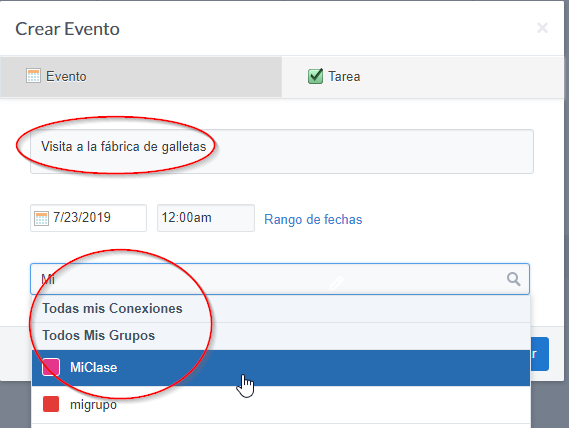 Crear Evento ×
Evento Tarea
Visita a la fábrica de galletas
7/23/2019 12:00am Rango de fechas
Mi
Todas mis Conexiones
Todos Mis Grupos
MiClase
migrupo